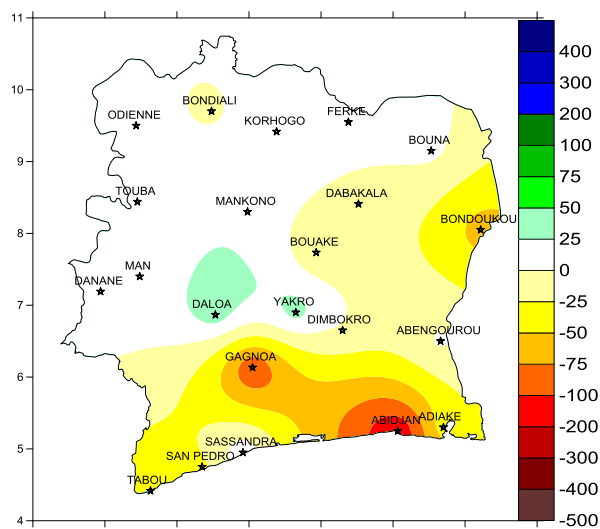 11
10
9
8
7
6
5
4
BONDIALI
ODIENNE
KORHOGO
FERKE
BOUNA
TOUBA
MANKONO
DABAKALA
BONDOUKOU
BOUAKE
MAN
DANANE
DALOA
YAKRO
DIMBOKRO
ABENGOUROU
GAGNOA
ABIDJAN
ADIAKE
SASSANDRA
SAN PEDRO
TABOU
400
300
200
100
75
50
25
0
-25
-50
-75
-100
-200
-300
-400
-500